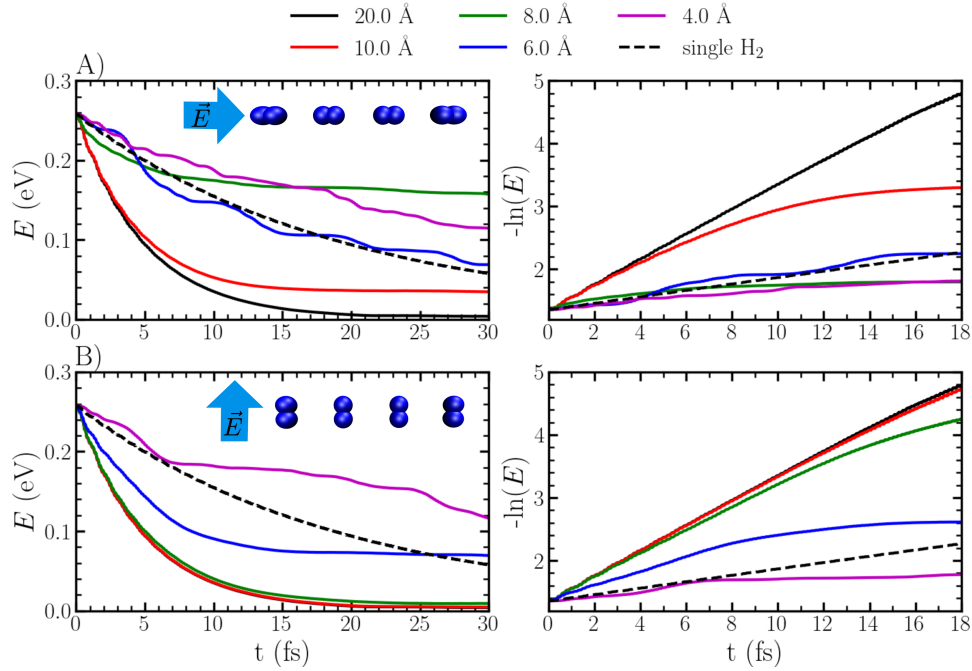 20.0 Å 8.0 Å 4.0 Å
10.0 Å 6.0 Å single H₂
A)
E (eV)
0.3
0.2
0.1
0.0
E⃗
0 5 10 15 20 25 30
-ln(E)
5
4
3
2
0 2 4 6 8 10 12 14 16 18
B)
E (eV)
0.3
0.2
0.1
0.0
E⃗
0 5 10 15 20 25 30
t (fs)
-ln(E)
5
4
3
2
0 2 4 6 8 10 12 14 16 18
t (fs)